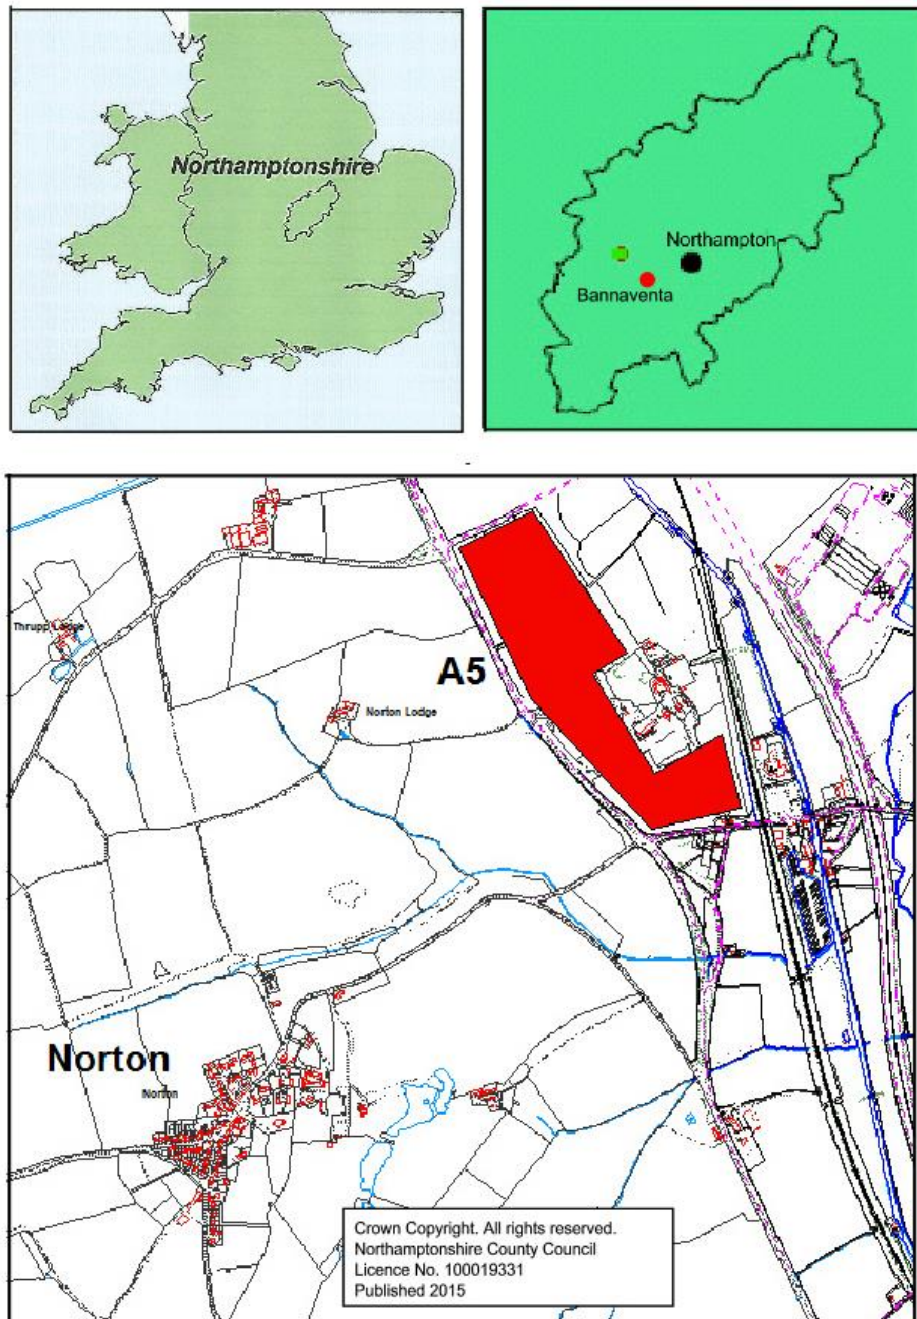 Northamptonshire
Northampton
Bannaventa
Thrupp Lodge
A5
Norton Lodge
Norton
Norton
Crown Copyright. All rights reserved.
Northamptonshire County Council
Licence No. 100019331
Published 2015